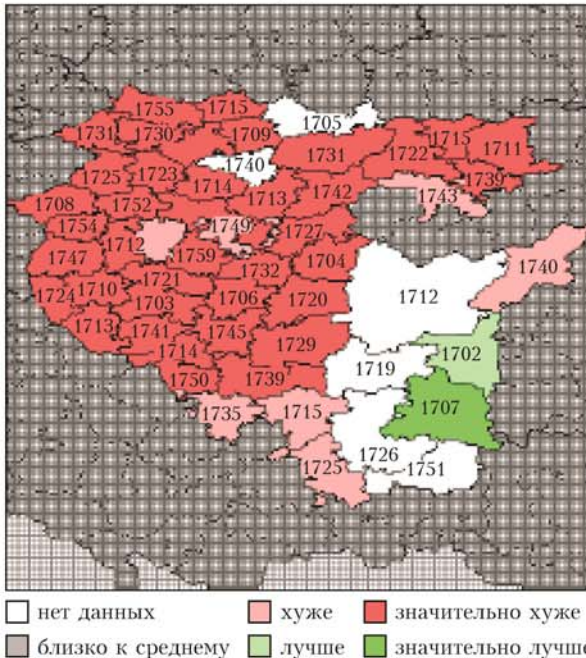 1755 1715 1705
1731 1730 1709 1740 1731 1722 1715 1711
1725 1723 1714 1713 1742 1743 1739
1708 1752
1754 1712 1749 1727
1747 1759 1732 1704 1740
1724 1710 1721 1706 1720 1712
1713 1703
1741 1745 1729 1702
1714 1719
1750 1739 1707
1735 1715
1725 1726 1751
нет данных хуже значительно хуже
близко к среднему лучше значительно лучш